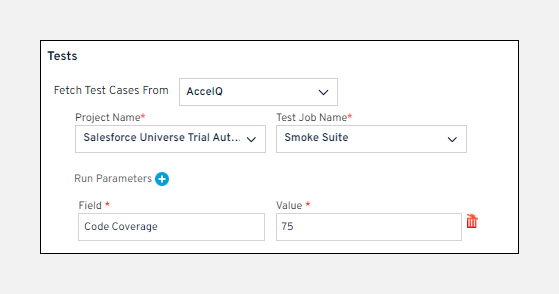 Tests
Fetch Test Cases From AccelQ
Project Name* Test Job Name*
Salesforce Universe Trial Aut... Smoke Suite
Run Parameters
Field * Value *
Code Coverage 75